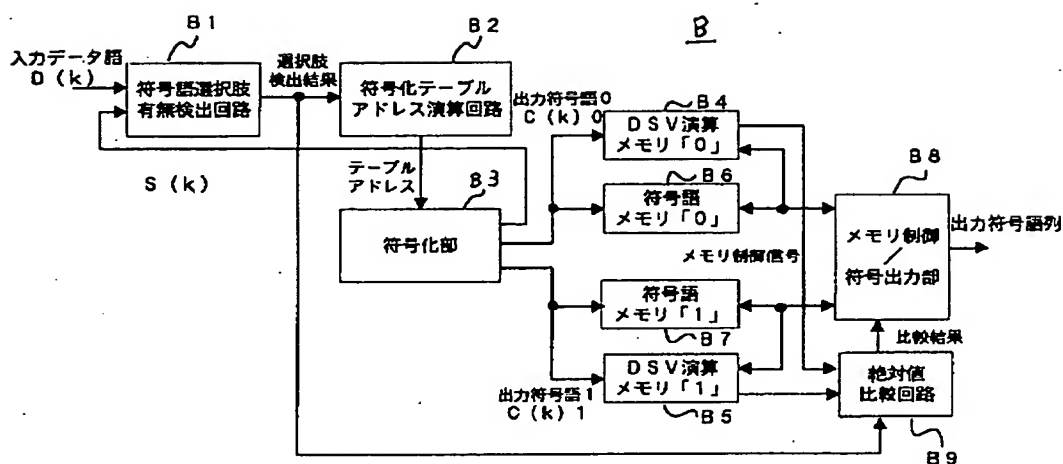 B
B1
入力データ語
D(k)
符号語選択肢
有無検出回路
選択肢
検出結果
B2
符号化テーブル
アドレス演算回路
S(k)
テーブル
アドレス
B3
符号化部
出力符号語0
C(k)0
B4
DSV演算
メモリ「0」
B6
符号語
メモリ「0」
メモリ制御信号
符号語
メモリ「1」
B7
DSV演算
メモリ「1」
B5
出力符号語1
C(k)1
B8
メモリ制御
/
符号出力部
出力符号語列
比較結果
絶対値
比較回路
B9